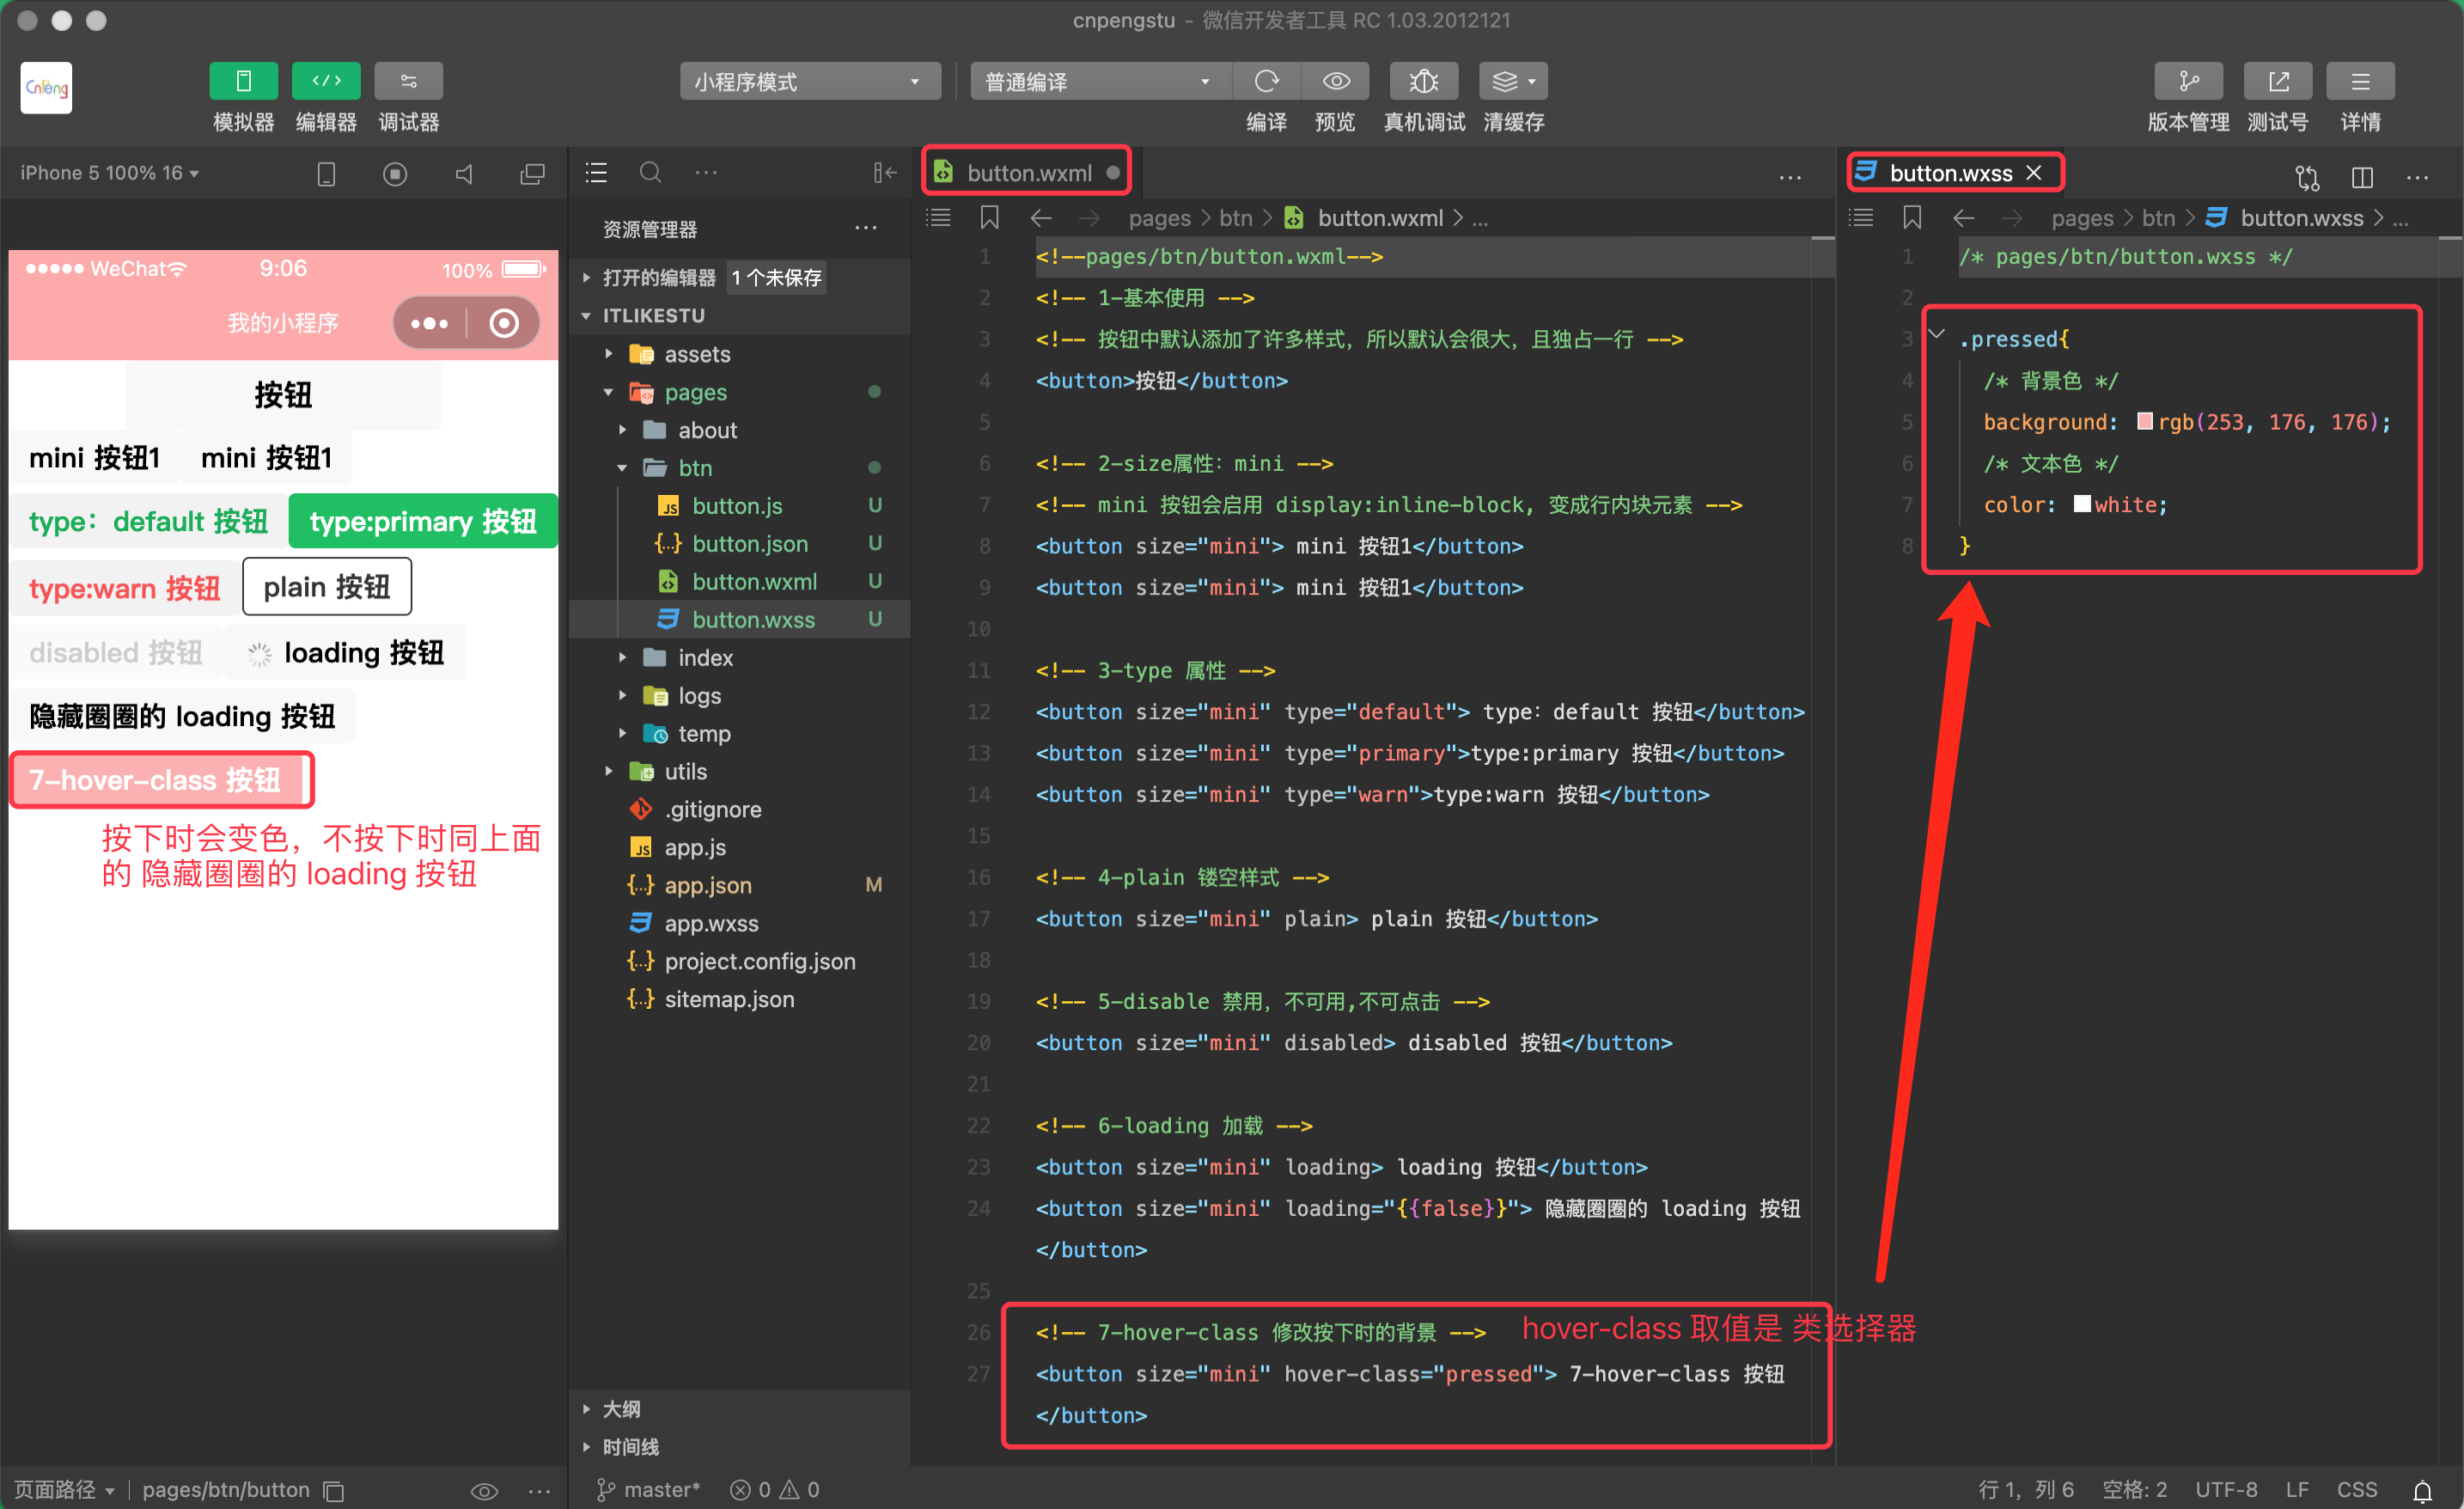 cnpengstu - 微信开发者工具 RC 1.03.2012121
CnPeng
模拟器 编辑器 调试器
小程序模式
普通编译
编译 预览 真机调试 清缓存
版本管理 测试号 详情
iPhone 5 100% 16
WeChat 9:06 100%
我的小程序
按钮
mini 按钮1 mini 按钮1
type：default 按钮 type:primary 按钮
type:warn 按钮 plain 按钮
disabled 按钮 loading 按钮
隐藏圈圈的 loading 按钮
7-hover-class 按钮
按下时会变色，不按下时同上面
的 隐藏圈圈的 loading 按钮
页面路径 pages/btn/button
资源管理器
打开的编辑器 1 个未保存
ITLIKESTU
assets
pages
about
btn
JS button.js U
{..} button.json U
button.wxml U
button.wxss U
index
logs
temp
utils
.gitignore
JS app.js
{..} app.json M
app.wxss
{..} project.config.json
{..} sitemap.json
大纲
时间线
master* 0 0
button.wxml
pages > btn > button.wxml > ...
1 <!--pages/btn/button.wxml-->
2 <!-- 1-基本使用 -->
3 <!-- 按钮中默认添加了许多样式，所以默认会很大，且独占一行 -->
4 <button>按钮</button>
5
6 <!-- 2-size属性：mini -->
7 <!-- mini 按钮会启用 display:inline-block, 变成行内块元素 -->
8 <button size="mini"> mini 按钮1</button>
9 <button size="mini"> mini 按钮1</button>
10
11 <!-- 3-type 属性 -->
12 <button size="mini" type="default"> type：default 按钮</button>
13 <button size="mini" type="primary">type:primary 按钮</button>
14 <button size="mini" type="warn">type:warn 按钮</button>
15
16 <!-- 4-plain 镂空样式 -->
17 <button size="mini" plain> plain 按钮</button>
18
19 <!-- 5-disable 禁用，不可用,不可点击 -->
20 <button size="mini" disabled> disabled 按钮</button>
21
22 <!-- 6-loading 加载 -->
23 <button size="mini" loading> loading 按钮</button>
24 <button size="mini" loading="{{false}}"> 隐藏圈圈的 loading 按钮
</button>
25
26 <!-- 7-hover-class 修改按下时的背景 --> hover-class 取值是 类选择器
27 <button size="mini" hover-class="pressed"> 7-hover-class 按钮
</button>
button.wxss
pages > btn > button.wxss > ...
1 /* pages/btn/button.wxss */
2
3 .pressed{
4 /* 背景色 */
5 background: rgb(253, 176, 176);
6 /* 文本色 */
7 color: white;
8 }
行 1，列 6 空格: 2 UTF-8 LF CSS